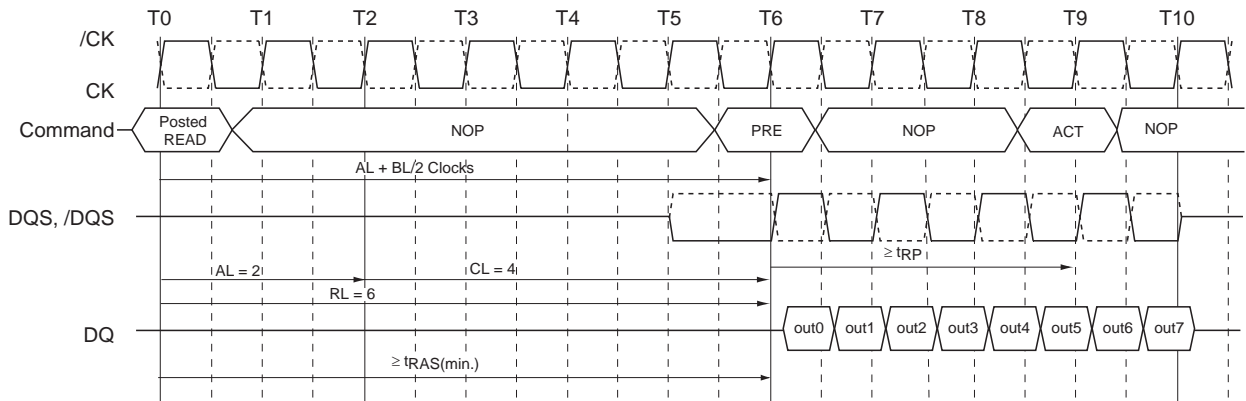 T0 T1 T2 T3 T4 T5 T6 T7 T8 T9 T10
/CK
CK
Command
Posted
READ
NOP
PRE
NOP
ACT
NOP
AL + BL/2 Clocks
DQS, /DQS
≥ tRP
AL = 2
CL = 4
RL = 6
DQ
out0 out1 out2 out3 out4 out5 out6 out7
≥ tRAS(min.)